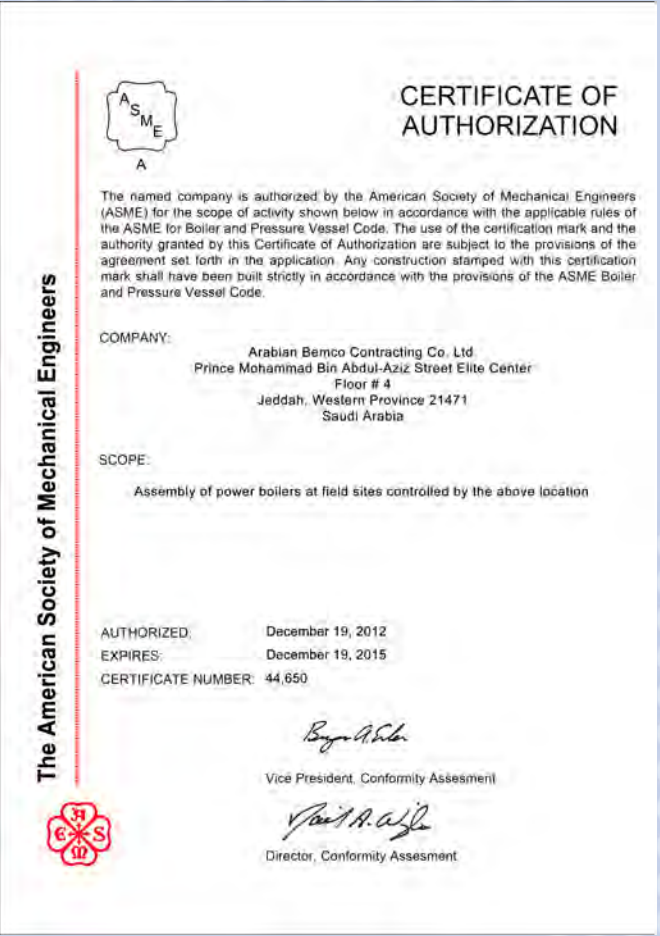 A S M E
A
CERTIFICATE OF
AUTHORIZATION
The named company is authorized by the American Society of Mechanical Engineers
(ASME) for the scope of activity shown below in accordance with the applicable rules of
the ASME for Boiler and Pressure Vessel Code. The use of the certification mark and the
authority granted by this Certificate of Authorization are subject to the provisions of the
agreement set forth in the application. Any construction stamped with this certification
mark shall have been built strictly in accordance with the provisions of the ASME Boiler
and Pressure Vessel Code.
COMPANY:
Arabian Bemco Contracting Co. Ltd
Prince Mohammad Bin Abdul-Aziz Street Elite Center
Floor # 4
Jeddah, Western Province 21471
Saudi Arabia
SCOPE:
Assembly of power boilers at field sites controlled by the above location
AUTHORIZED: December 19, 2012
EXPIRES: December 19, 2015
CERTIFICATE NUMBER: 44,650
Vice President, Conformity Assesment
Director, Conformity Assesment
The American Society of Mechanical Engineers
A S M E